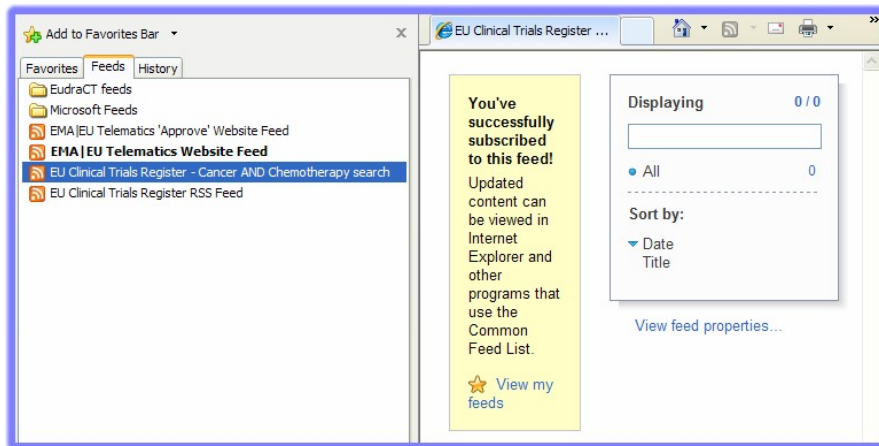 Add to Favorites Bar
x
Favorites
Feeds
History
EudraCT feeds
Microsoft Feeds
EMA|EU Telematics 'Approve' Website Feed
EMA|EU Telematics Website Feed
EU Clinical Trials Register - Cancer AND Chemotherapy search
EU Clinical Trials Register RSS Feed
EU Clinical Trials Register ...
»
You've
successfully
subscribed
to this feed!
Updated
content can
be viewed in
Internet
Explorer and
other
programs that
use the
Common
Feed List.
View my
feeds
Displaying 0 / 0
All 0
Sort by:
Date
Title
View feed properties...